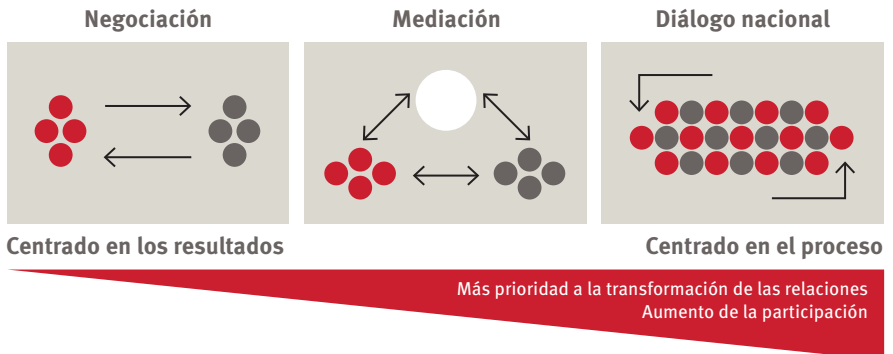 Negociación
Mediación
Diálogo nacional
Centrado en los resultados
Centrado en el proceso
Más prioridad a la transformación de las relaciones
Aumento de la participación